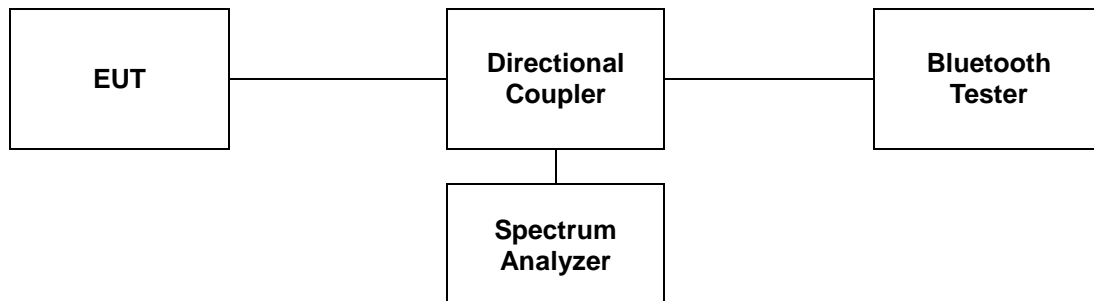 EUT
Directional
Coupler
Bluetooth
Tester
Spectrum
Analyzer